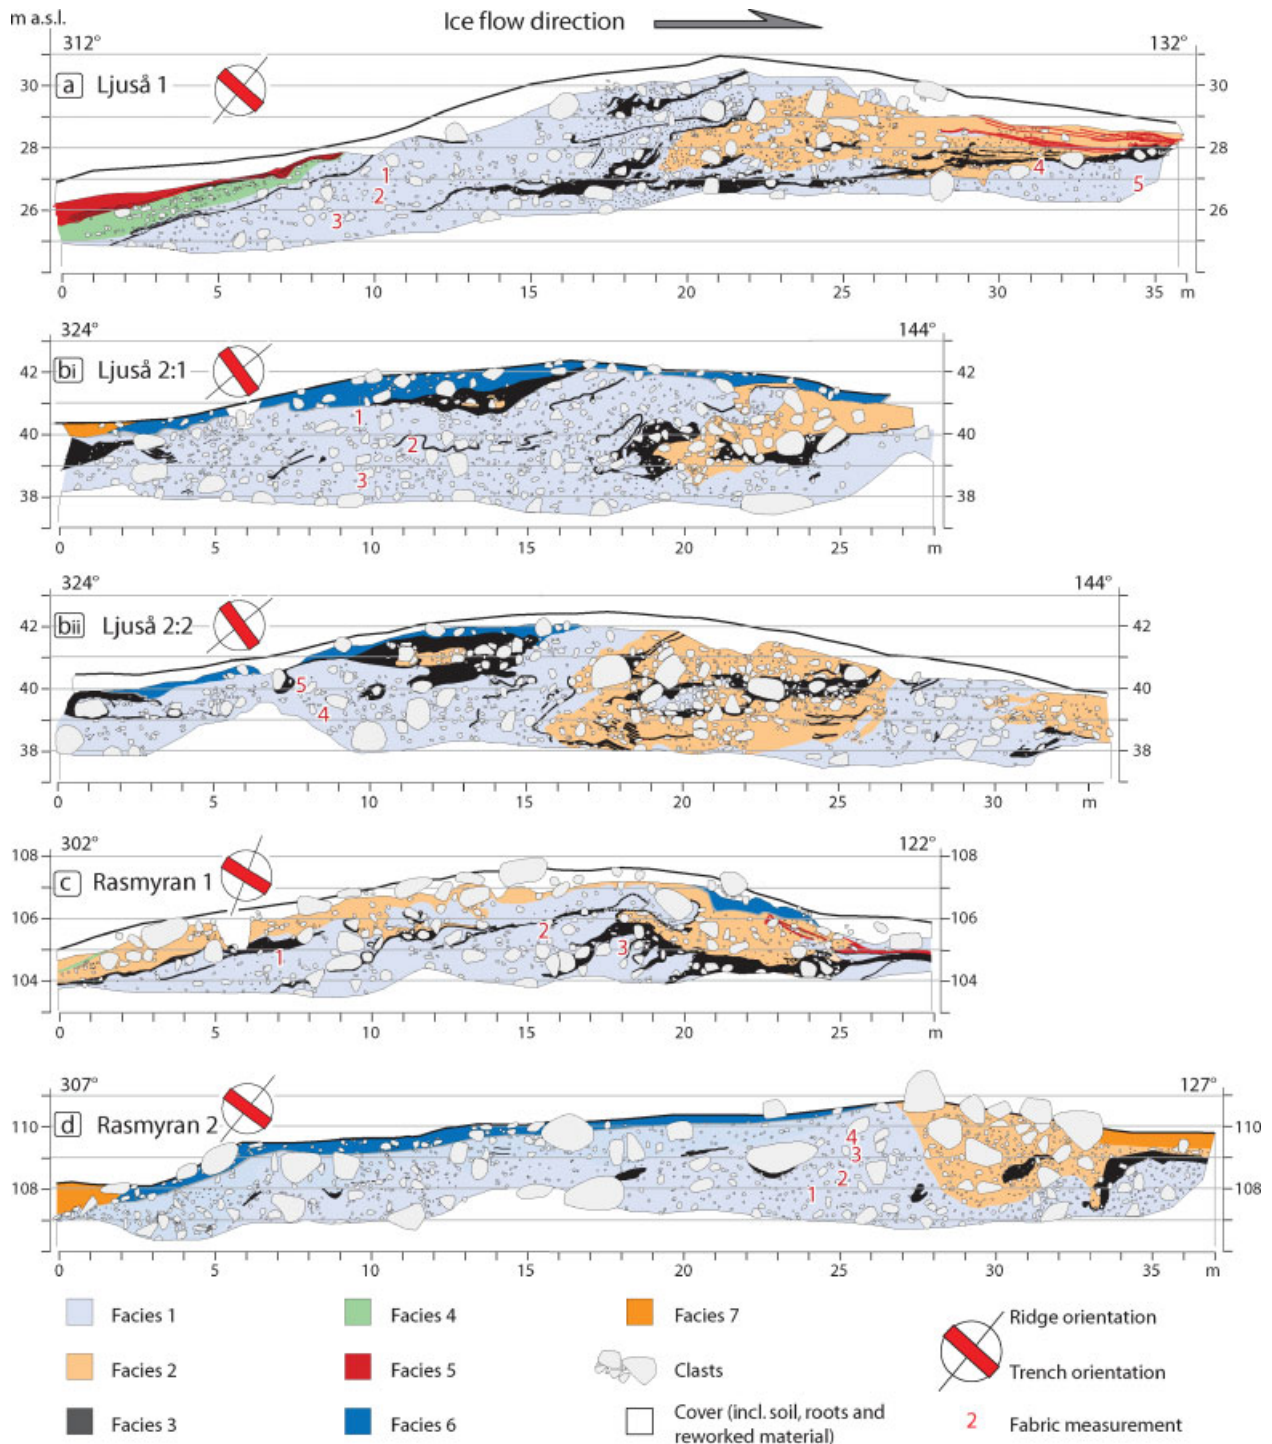 m a.s.l.
Ice flow direction
312°
132°
a Ljuså 1
30
30
28
28
26
26
1
2
3
4
5
0 5 10 15 20 25 30 35 m
324°
144°
bi Ljuså 2:1
42
42
40
40
38
38
1
2
3
0 5 10 15 20 25 m
324°
144°
bii Ljuså 2:2
42
42
40
40
38
38
5
4
0 5 10 15 20 25 30 m
302°
122°
108
108
c Rasmyran 1
106
106
104
104
1
2
3
0 5 10 15 20 25 m
307°
127°
d Rasmyran 2
110
110
108
108
4
3
2
1
0 5 10 15 20 25 30 35 m
Facies 1
Facies 2
Facies 3
Facies 4
Facies 5
Facies 6
Facies 7
Clasts
Cover (incl. soil, roots and
reworked material)
Ridge orientation
Trench orientation
2 Fabric measurement